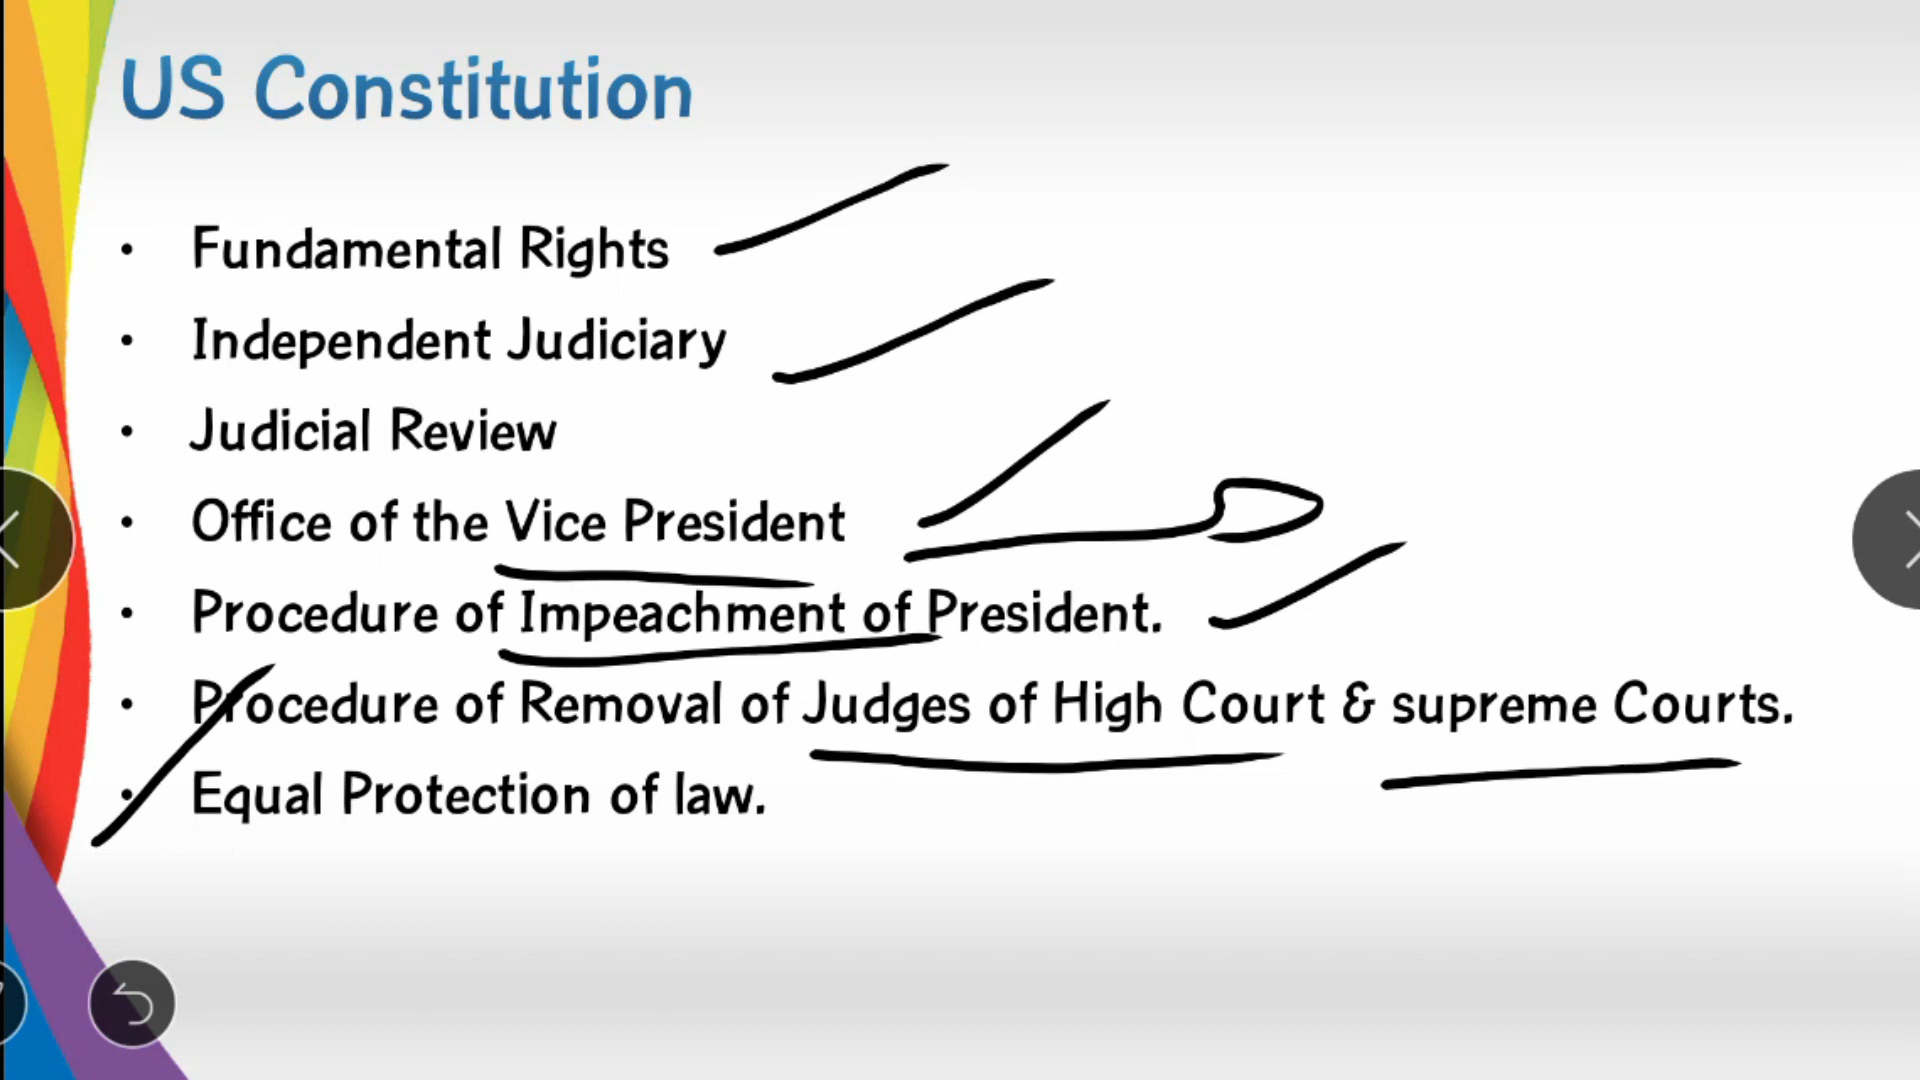 US Constitution
• Fundamental Rights
• Independent Judiciary
• Judicial Review
• Office of the Vice President
• Procedure of Impeachment of President.
• Procedure of Removal of Judges of High Court & supreme Courts.
• Equal Protection of law.